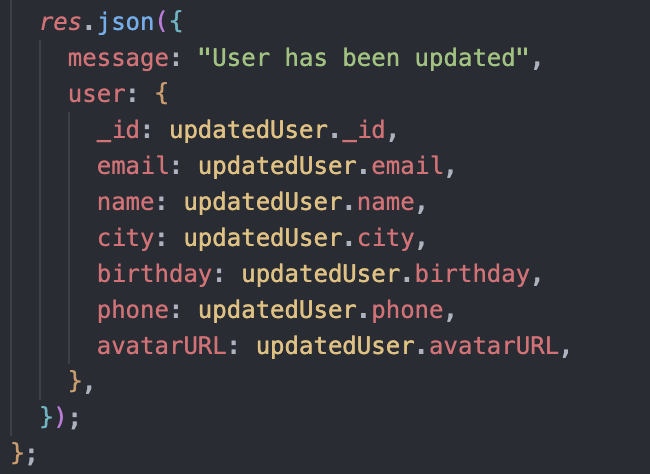 res.json({
message: "User has been updated",
user: {
_id: updatedUser._id,
email: updatedUser.email,
name: updatedUser.name,
city: updatedUser.city,
birthday: updatedUser.birthday,
phone: updatedUser.phone,
avatarURL: updatedUser.avatarURL,
},
});
};